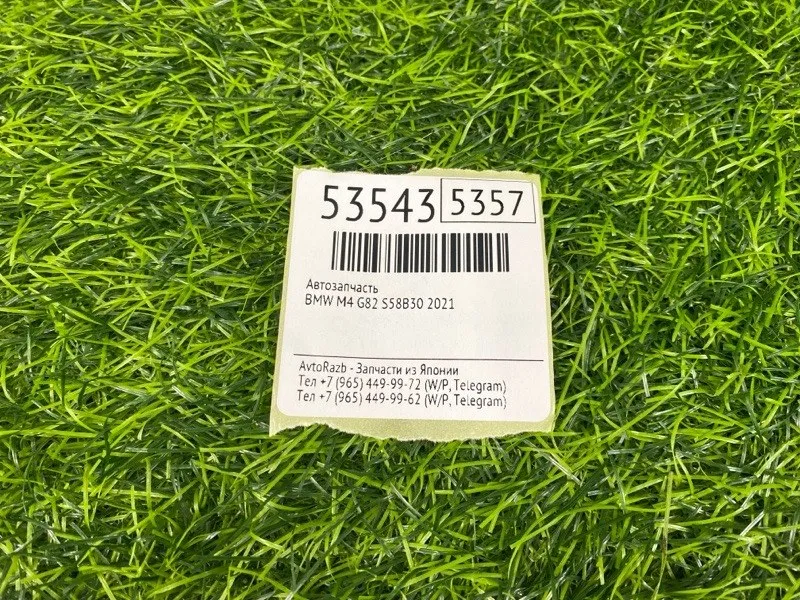 53543 5357
Автозапчасть
BMW M4 G82 S58B30 2021
AvtoRazb - Запчасти из Японии
Тел +7 (965) 449-99-72 (W/P, Telegram)
Тел +7 (965) 449-99-62 (W/P, Telegram)